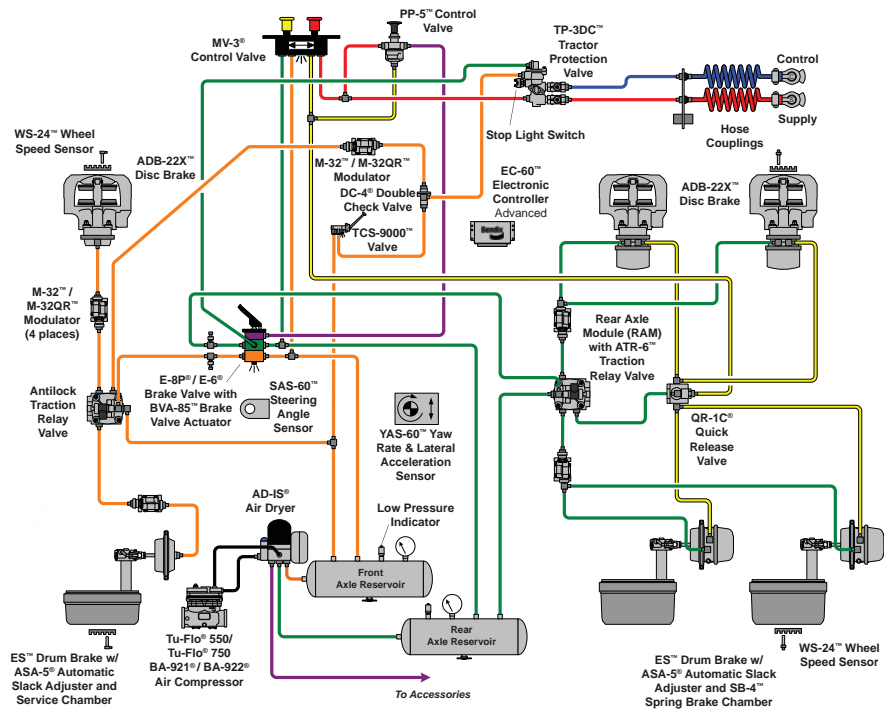 PP-5™ Control
Valve
MV-3®
Control Valve
TP-3DC™
Tractor
Protection
Valve
Control
Supply
Hose
Couplings
Stop Light Switch
WS-24™ Wheel
Speed Sensor
ADB-22X™
Disc Brake
M-32™ / M-32QR™
Modulator
DC-4® Double
Check Valve
TCS-9000™
Valve
EC-60™
Electronic
Controller
Advanced
Bendix
ADB-22X™
Disc Brake
M-32™ /
M-32QR™
Modulator
(4 places)
Rear Axle
Module (RAM)
with ATR-6™
Traction
Relay Valve
Antilock
Traction
Relay
Valve
E-8P® / E-6®
Brake Valve with
BVA-85™ Brake
Valve Actuator
SAS-60™
Steering
Angle
Sensor
YAS-60™ Yaw
Rate & Lateral
Acceleration
Sensor
QR-1C®
Quick
Release
Valve
AD-IS®
Air Dryer
Low Pressure
Indicator
Front
Axle Reservoir
Rear
Axle Reservoir
Tu-Flo® 550/
Tu-Flo® 750
BA-921® / BA-922®
Air Compressor
To Accessories
ES™ Drum Brake w/
ASA-5® Automatic
Slack Adjuster and
Service Chamber
ES™ Drum Brake w/
ASA-5® Automatic Slack
Adjuster and SB-4™
Spring Brake Chamber
WS-24™ Wheel
Speed Sensor